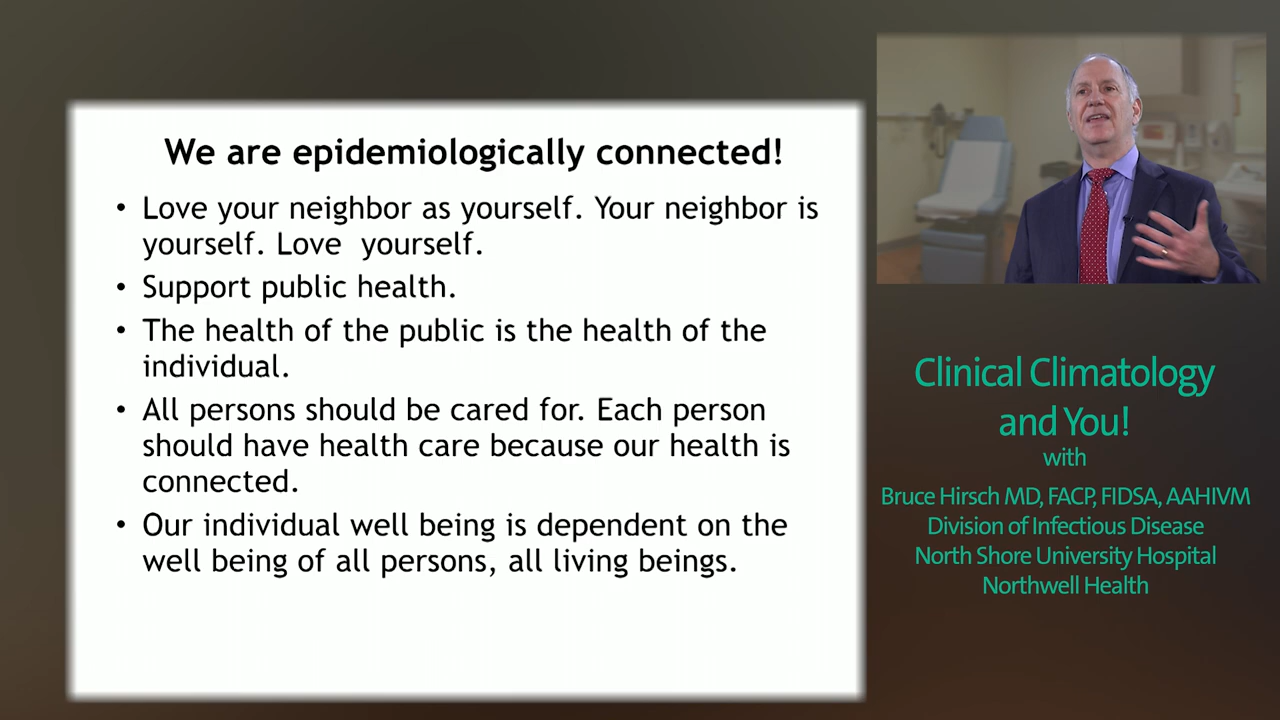 We are epidemiologically connected!
• Love your neighbor as yourself. Your neighbor is
yourself. Love  yourself.
• Support public health.
• The health of the public is the health of the
individual.
• All persons should be cared for. Each person
should have health care because our health is
connected.
• Our individual well being is dependent on the
well being of all persons, all living beings.
Clinical Climatology
and You!
with
Bruce Hirsch MD, FACP, FIDSA, AAHIVM
Division of Infectious Disease
North Shore University Hospital
Northwell Health